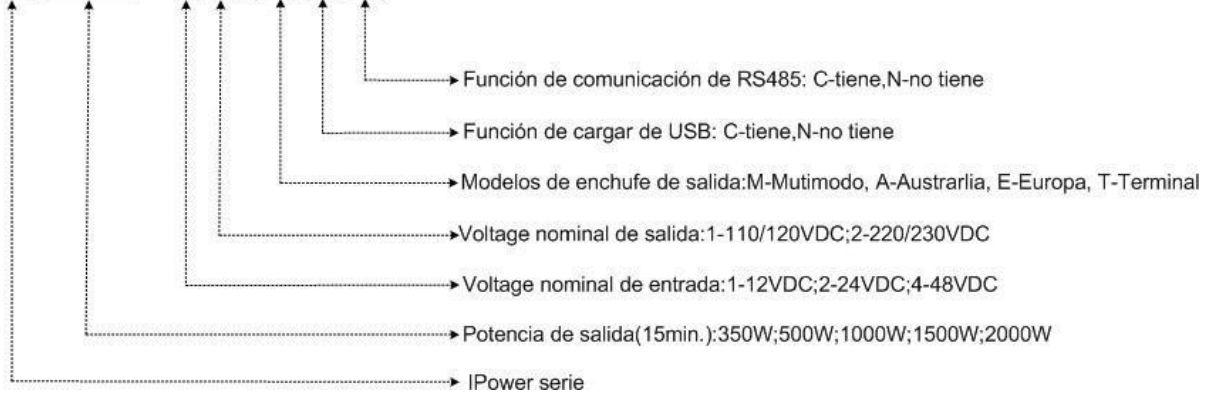 Función de comunicación de RS485: C-tiene,N-no tiene
Función de cargar de USB: C-tiene,N-no tiene
Modelos de enchufe de salida:M-Mutimodo, A-Austrarlia, E-Europa, T-Terminal
Voltage nominal de salida:1-110/120VDC;2-220/230VDC
Voltage nominal de entrada:1-12VDC;2-24VDC;4-48VDC
Potencia de salida(15min.):350W;500W;1000W;1500W;2000W
IPower serie